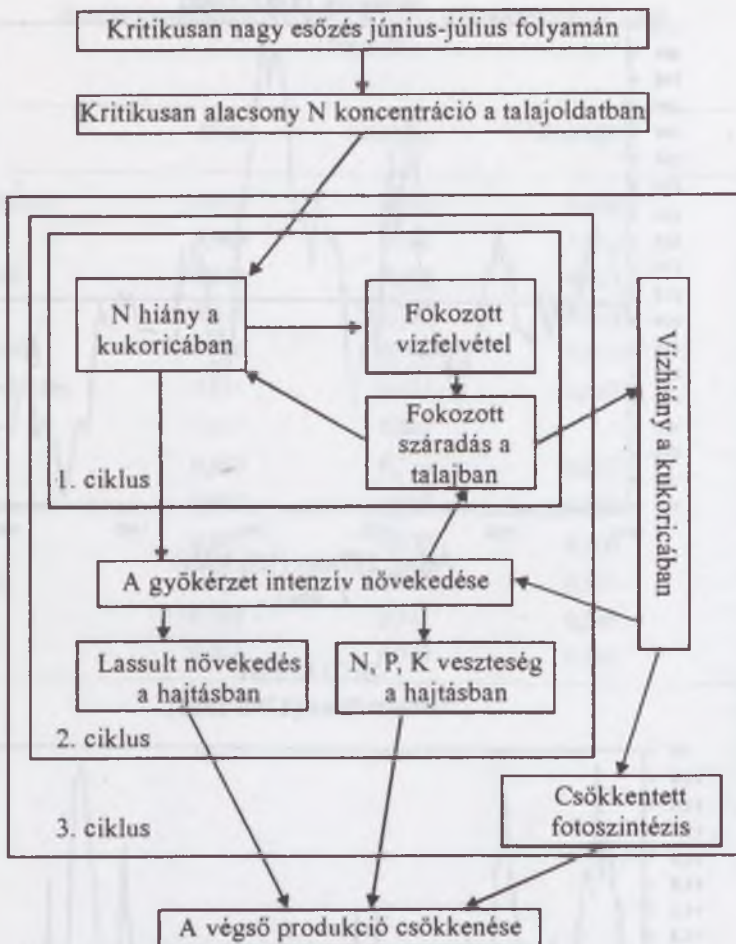 Kritikusan nagy esőzés június-július folyamán
Kritikusan alacsony N koncentráció a talajoldatban
N hiány a
kukoricában
Fokozott
vízfelvétel
Fokozott
száradás a
talajban
1. ciklus
Vízhiány a kukoricában
A gyökérzet intenzív növekedése
Lassult növekedés
a hajtásban
N, P, K veszteség
a hajtásban
2. ciklus
Csökkentett
fotoszintézis
3. ciklus
A végső produkció csökkenése